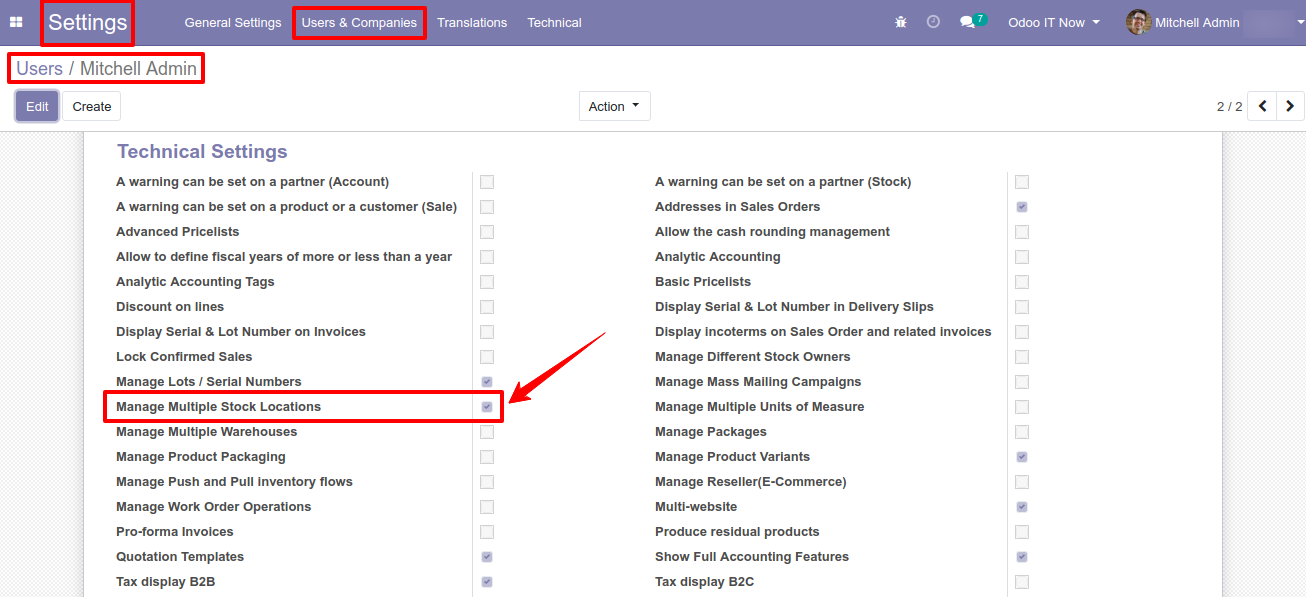 Settings General Settings Users & Companies Translations Technical 7 Odoo IT Now Mitchell Admin
Users / Mitchell Admin
Edit Create Action 2 / 2
Technical Settings
A warning can be set on a partner (Account) A warning can be set on a partner (Stock)
A warning can be set on a product or a customer (Sale) Addresses in Sales Orders
Advanced Pricelists Allow the cash rounding management
Allow to define fiscal years of more or less than a year Analytic Accounting
Analytic Accounting Tags Basic Pricelists
Discount on lines Display Serial & Lot Number in Delivery Slips
Display Serial & Lot Number on Invoices Display incoterms on Sales Order and related invoices
Lock Confirmed Sales Manage Different Stock Owners
Manage Lots / Serial Numbers Manage Mass Mailing Campaigns
Manage Multiple Stock Locations Manage Multiple Units of Measure
Manage Multiple Warehouses Manage Packages
Manage Product Packaging Manage Product Variants
Manage Push and Pull inventory flows Manage Reseller(E-Commerce)
Manage Work Order Operations Multi-website
Pro-forma Invoices Produce residual products
Quotation Templates Show Full Accounting Features
Tax display B2B Tax display B2C